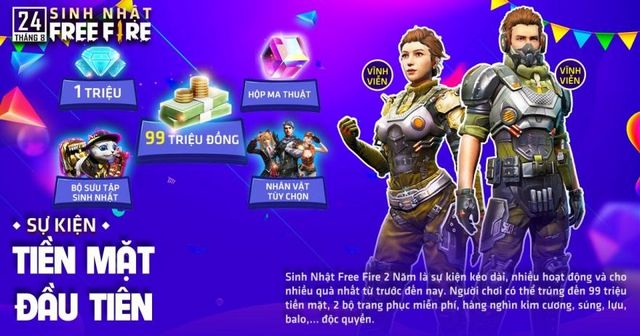 24
THÁNG 8
SINH NHẬT
FREE FIRE
1 TRIỆU
99 TRIỆU ĐỒNG
HỘP MA THUẬT
BỘ SƯU TẬP
SINH NHẬT
NHÂN VẬT
TÙY CHỌN
VĨNH
VIỄN
VĨNH
VIỄN
• SỰ KIỆN •
TIỀN MẶT
ĐẦU TIÊN
Sinh Nhật Free Fire 2 Năm là sự kiện kéo dài, nhiều hoạt động và cho
nhiều quà nhất từ trước đến nay. Người chơi có thể trúng đến 99 triệu
tiền mặt, 2 bộ trang phục miễn phí, hàng nghìn kim cương, súng, lựu,
balo,... độc quyền.